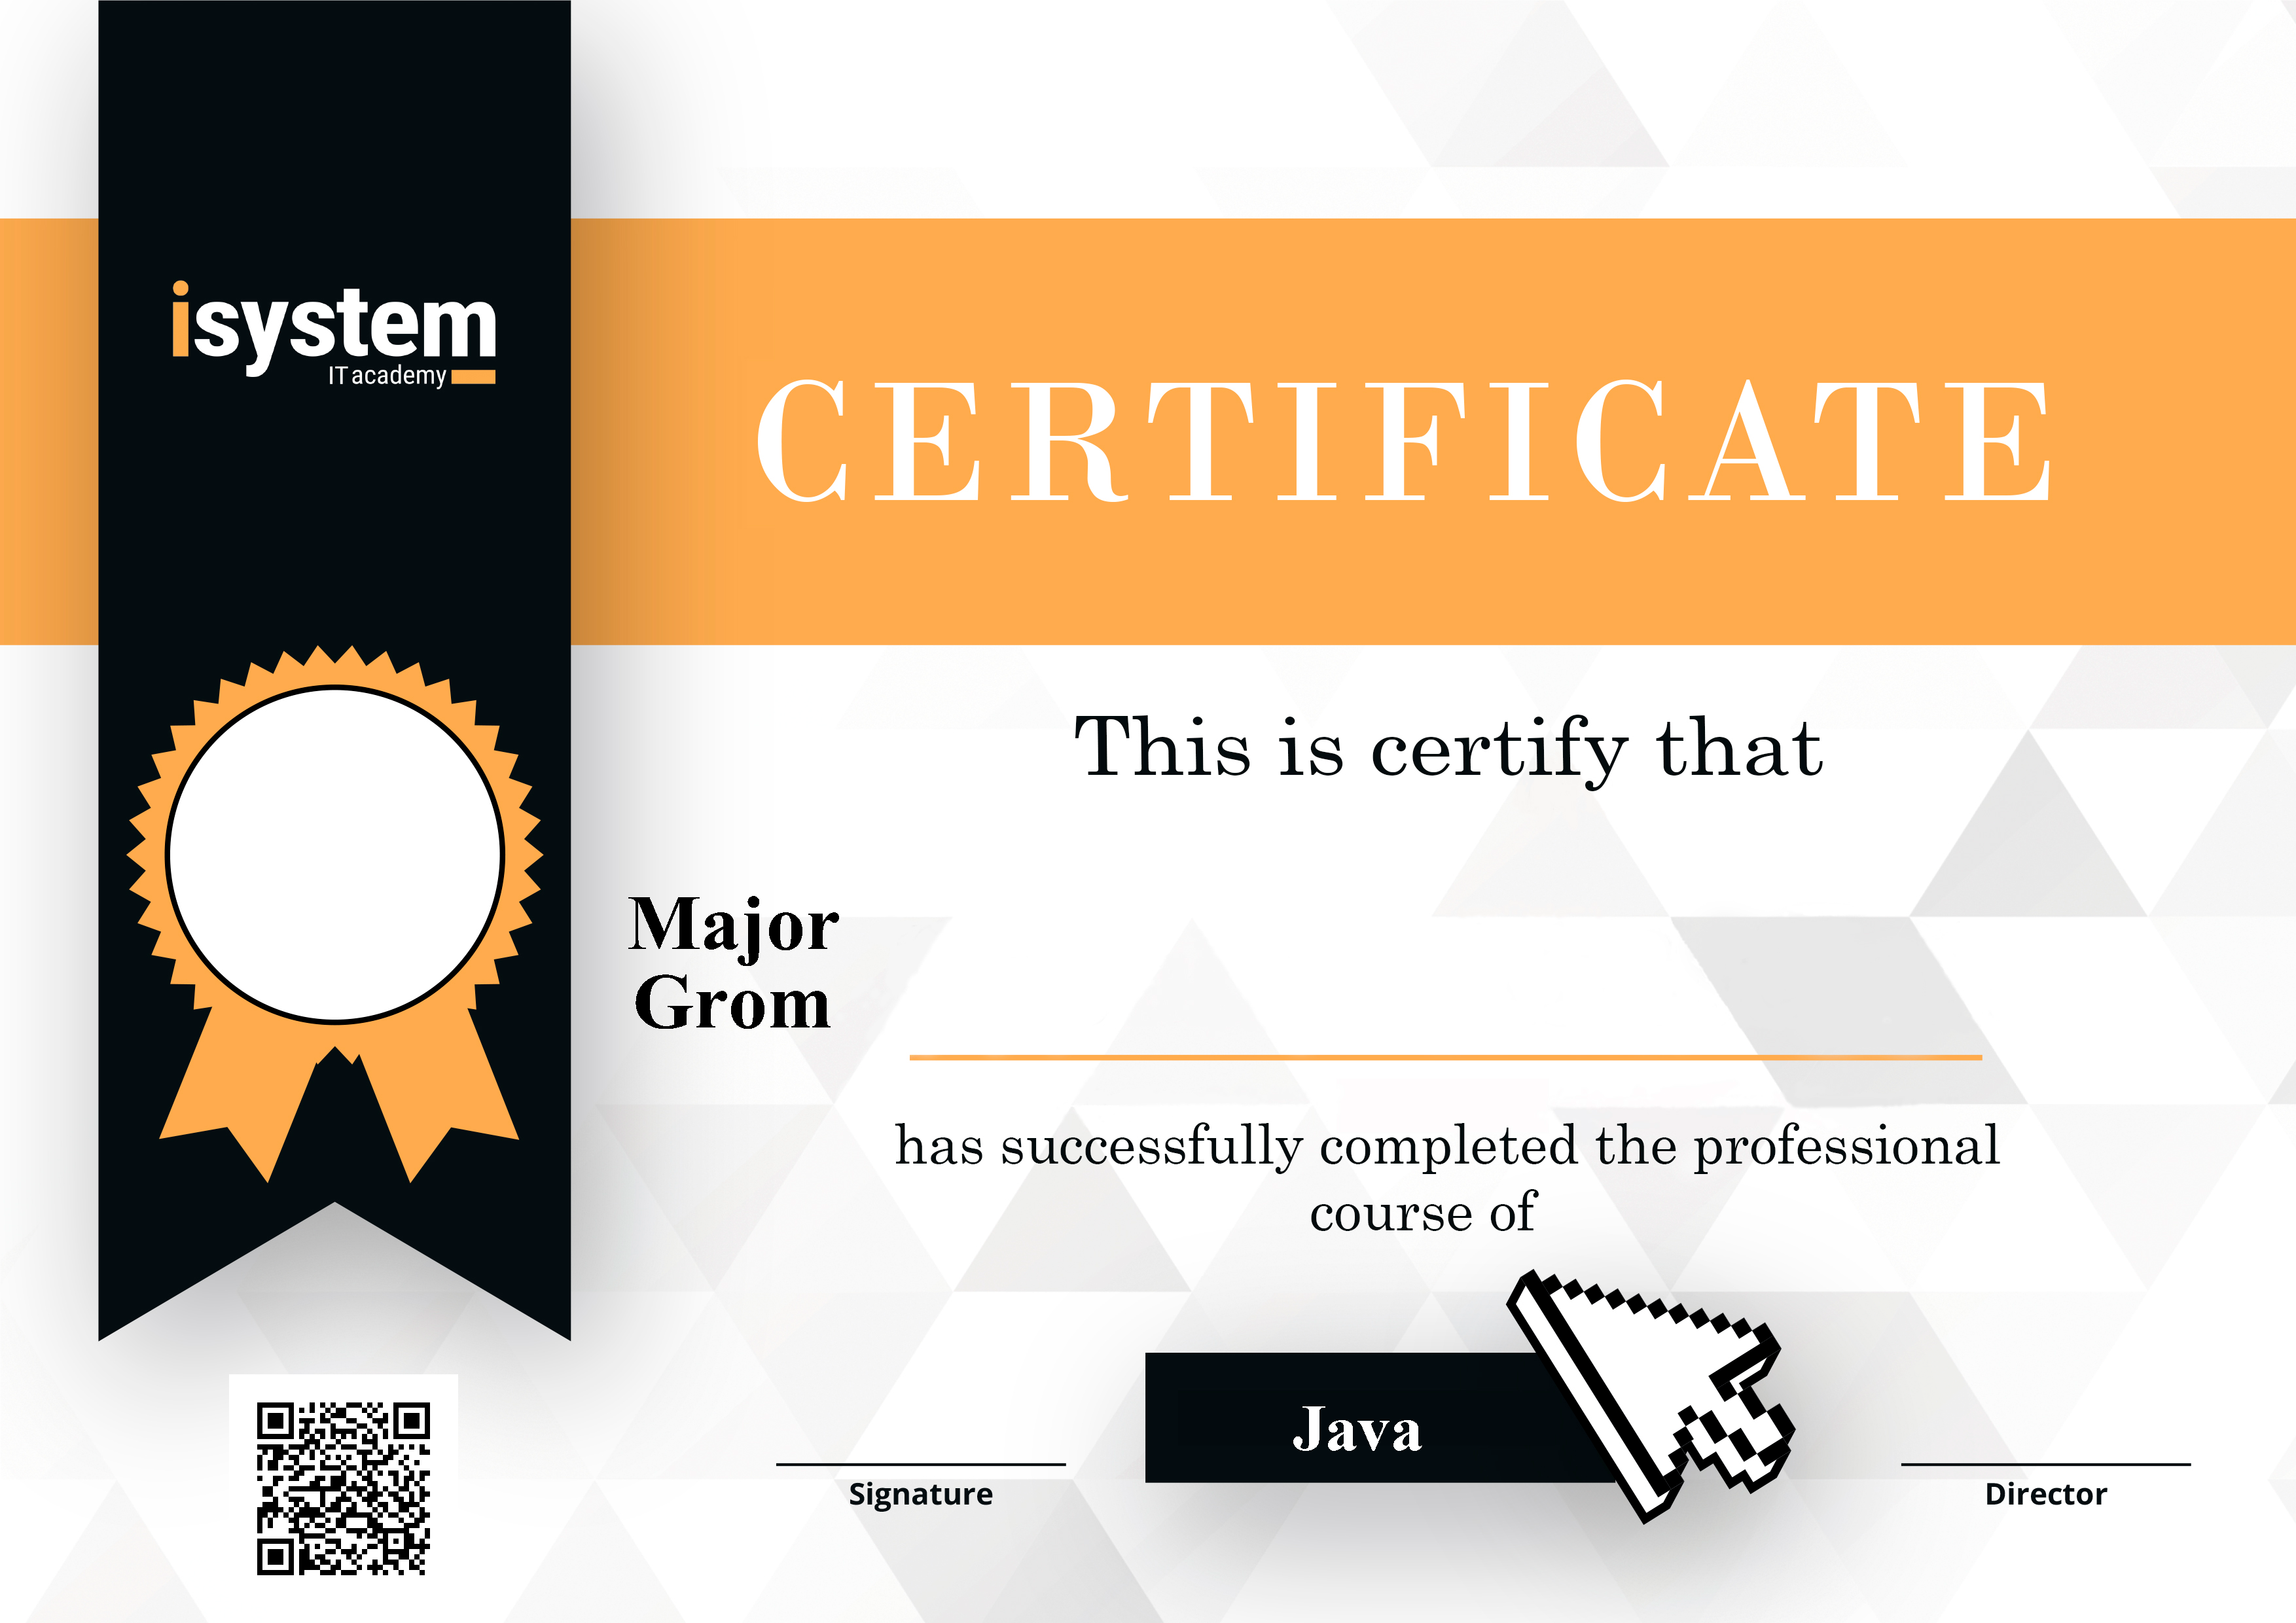 isystem
IT academy
CERTIFICATE
This is certify that
Major
Grom
has successfully completed the professional
course of
Java
Signature
Director